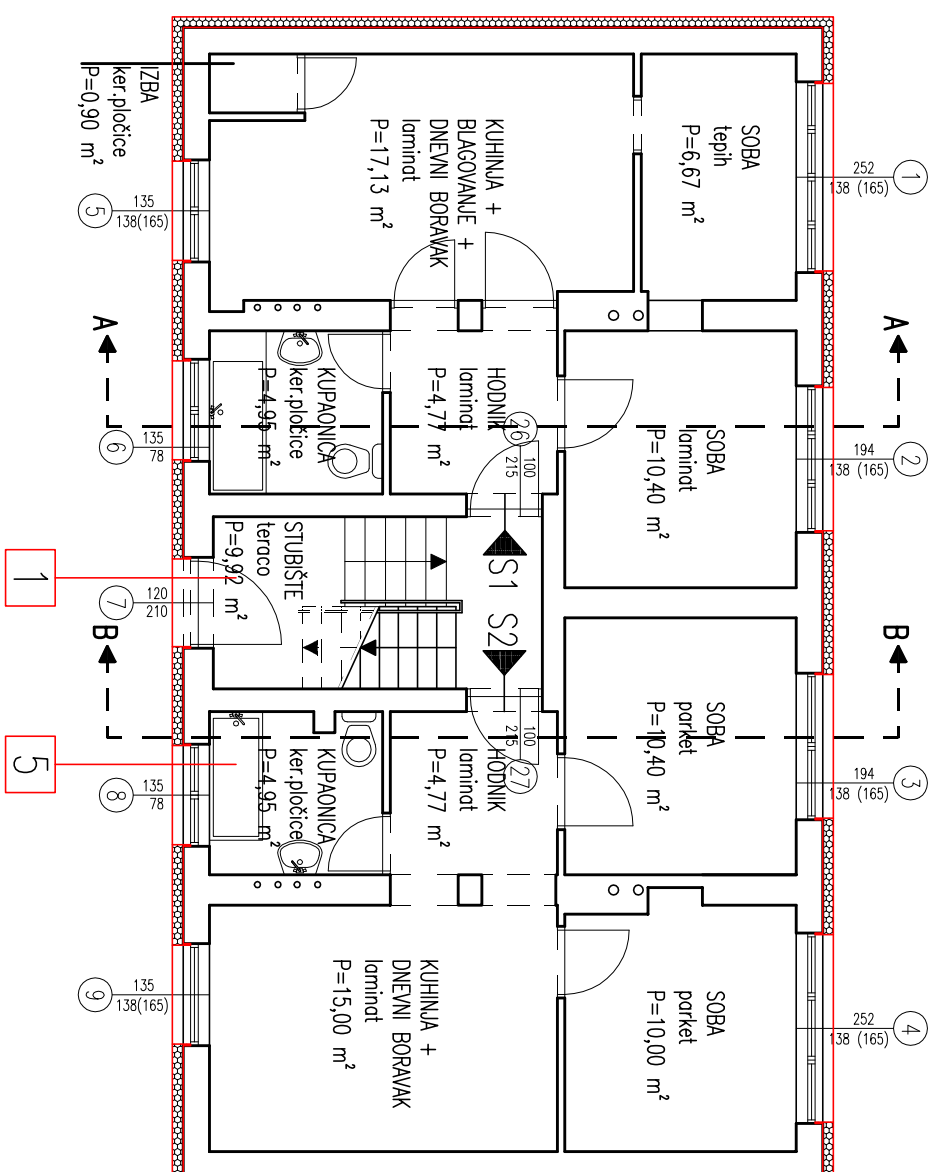 IZBA
ker.pločice
P=0,90 m²
KUHINJA +
BLAGOVANJE +
DNEVNI BORAVAK
laminat
P=17,13 m²
SOBA
tepih
P=6,67 m²
252
138 (165)
1
135
138(165)
5
A
A
KUPAONICA
ker.pločice
P=4,95 m²
HODNIK
laminat
P=4,77 m²
26
100
215
SOBA
laminat
P=10,40 m²
194
138 (165)
2
135
78
6
STUBIŠTE
teraco
P=9,92 m²
S1
S2
1
120
210
7
B
B
SOBA
parket
P=10,40 m²
194
138 (165)
3
KUPAONICA
ker.pločice
P=4,95 m²
HODNIK
laminat
P=4,77 m²
27
100
215
5
135
78
8
KUHINJA +
DNEVNI BORAVAK
laminat
P=15,00 m²
SOBA
parket
P=10,00 m²
252
138 (165)
4
135
138(165)
9